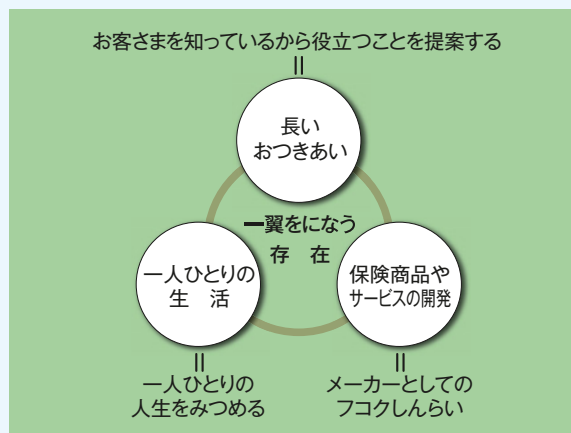 お客さまを知っているから役立つことを提案する
||
長い
おつきあい
一翼をになう
存　在
一人ひとりの
生　活
保険商品や
サービスの開発
||
||
一人ひとりの
人生をみつめる
メーカーとしての
フコクしんらい